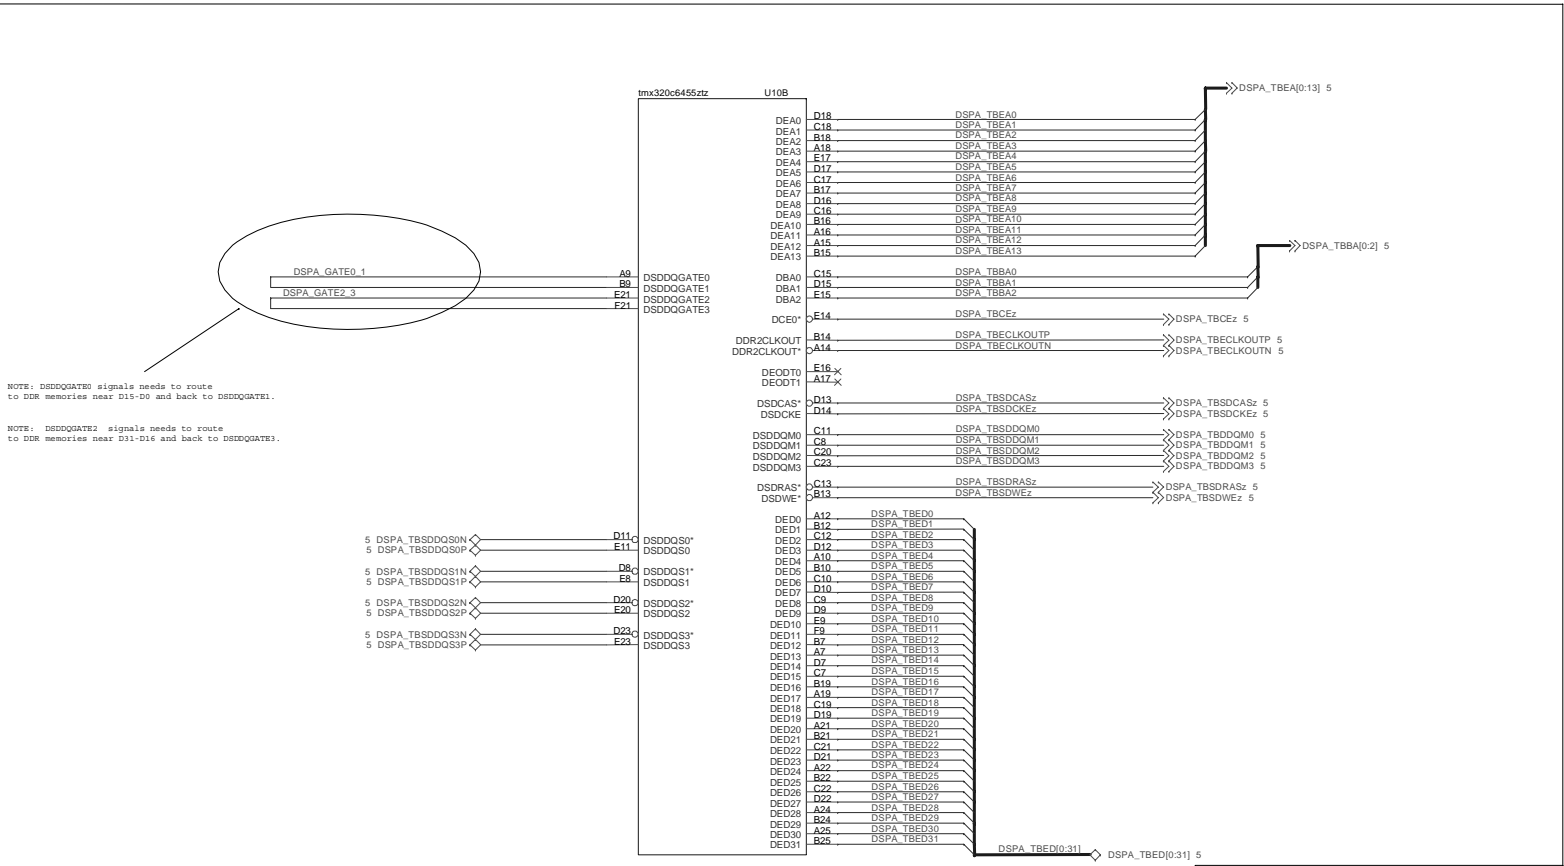 tmx320c6455ztz U10B
DSPA_TBEA[0:13] 5
DEA0 D18 DSPA_TBEA0
DEA1 C18 DSPA_TBEA1
DEA2 B18 DSPA_TBEA2
DEA3 A18 DSPA_TBEA3
DEA4 E17 DSPA_TBEA4
DEA5 D17 DSPA_TBEA5
DEA6 C17 DSPA_TBEA6
DEA7 B17 DSPA_TBEA7
DEA8 D16 DSPA_TBEA8
DEA9 C16 DSPA_TBEA9
DEA10 B16 DSPA_TBEA10
DEA11 A16 DSPA_TBEA11
DEA12 A15 DSPA_TBEA12
DEA13 B15 DSPA_TBEA13
DSPA_TBBA[0:2] 5
DSPA_GATE0_1 A9 DSDDQGATE0
B9 DSDDQGATE1
DSPA_GATE2_3 E21 DSDDQGATE2
F21 DSDDQGATE3
DBA0 C15 DSPA_TBBA0
DBA1 D15 DSPA_TBBA1
DBA2 E15 DSPA_TBBA2
DCE0* E14 DSPA_TBCEz DSPA_TBCEz 5
DDR2CLKOUT B14 DSPA_TBECLKOUTP DSPA_TBECLKOUTP 5
DDR2CLKOUT* A14 DSPA_TBECLKOUTN DSPA_TBECLKOUTN 5
DEODT0 E16
DEODT1 A17
NOTE: DSDDQGATE0 signals needs to route
to DDR memories near D15-D0 and back to DSDDQGATE1.
NOTE: DSDDQGATE2 signals needs to route
to DDR memories near D31-D16 and back to DSDDQGATE3.
DSDCAS* D13 DSPA_TBSDCASz DSPA_TBSDCASz 5
DSDCKE D14 DSPA_TBSDCKEz DSPA_TBSDCKEz 5
DSDDQM0 C11 DSPA_TBSDDQM0 DSPA_TBDDQM0 5
DSDDQM1 C8 DSPA_TBSDDQM1 DSPA_TBDDQM1 5
DSDDQM2 C20 DSPA_TBSDDQM2 DSPA_TBDDQM2 5
DSDDQM3 C23 DSPA_TBSDDQM3 DSPA_TBDDQM3 5
DSDRAS* C13 DSPA_TBSDRASz DSPA_TBSDRASz 5
DSDWE* B13 DSPA_TBSDWEz DSPA_TBSDWEz 5
5 DSPA_TBSDDQS0N D11 DSDDQS0*
5 DSPA_TBSDDQS0P E11 DSDDQS0
5 DSPA_TBSDDQS1N D8 DSDDQS1*
5 DSPA_TBSDDQS1P E8 DSDDQS1
5 DSPA_TBSDDQS2N D20 DSDDQS2*
5 DSPA_TBSDDQS2P E20 DSDDQS2
5 DSPA_TBSDDQS3N D23 DSDDQS3*
5 DSPA_TBSDDQS3P E23 DSDDQS3
DED0 A12 DSPA_TBED0
DED1 B12 DSPA_TBED1
DED2 C12 DSPA_TBED2
DED3 D12 DSPA_TBED3
DED4 A10 DSPA_TBED4
DED5 B10 DSPA_TBED5
DED6 C10 DSPA_TBED6
DED7 D10 DSPA_TBED7
DED8 C9 DSPA_TBED8
DED9 D9 DSPA_TBED9
DED10 E9 DSPA_TBED10
DED11 F9 DSPA_TBED11
DED12 B7 DSPA_TBED12
DED13 A7 DSPA_TBED13
DED14 D7 DSPA_TBED14
DED15 C7 DSPA_TBED15
DED16 B19 DSPA_TBED16
DED17 A19 DSPA_TBED17
DED18 C19 DSPA_TBED18
DED19 D19 DSPA_TBED19
DED20 A21 DSPA_TBED20
DED21 B21 DSPA_TBED21
DED22 C21 DSPA_TBED22
DED23 D21 DSPA_TBED23
DED24 A22 DSPA_TBED24
DED25 B22 DSPA_TBED25
DED26 C22 DSPA_TBED26
DED27 D22 DSPA_TBED27
DED28 A24 DSPA_TBED28
DED29 B24 DSPA_TBED29
DED30 A25 DSPA_TBED30
DED31 B25 DSPA_TBED31
DSPA_TBED[0:31] DSPA_TBED[0:31] 5